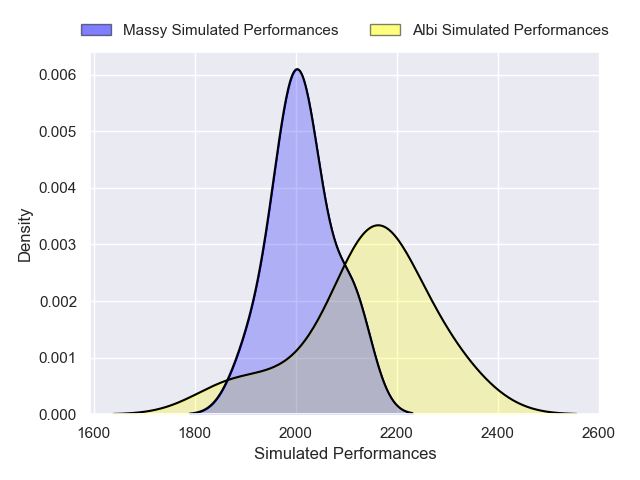 Massy Simulated Performances Albi Simulated Performances
0.006
0.005
0.004
0.003
0.002
0.001
0.000
Density
1600 1800 2000 2200 2400 2600
Simulated Performances